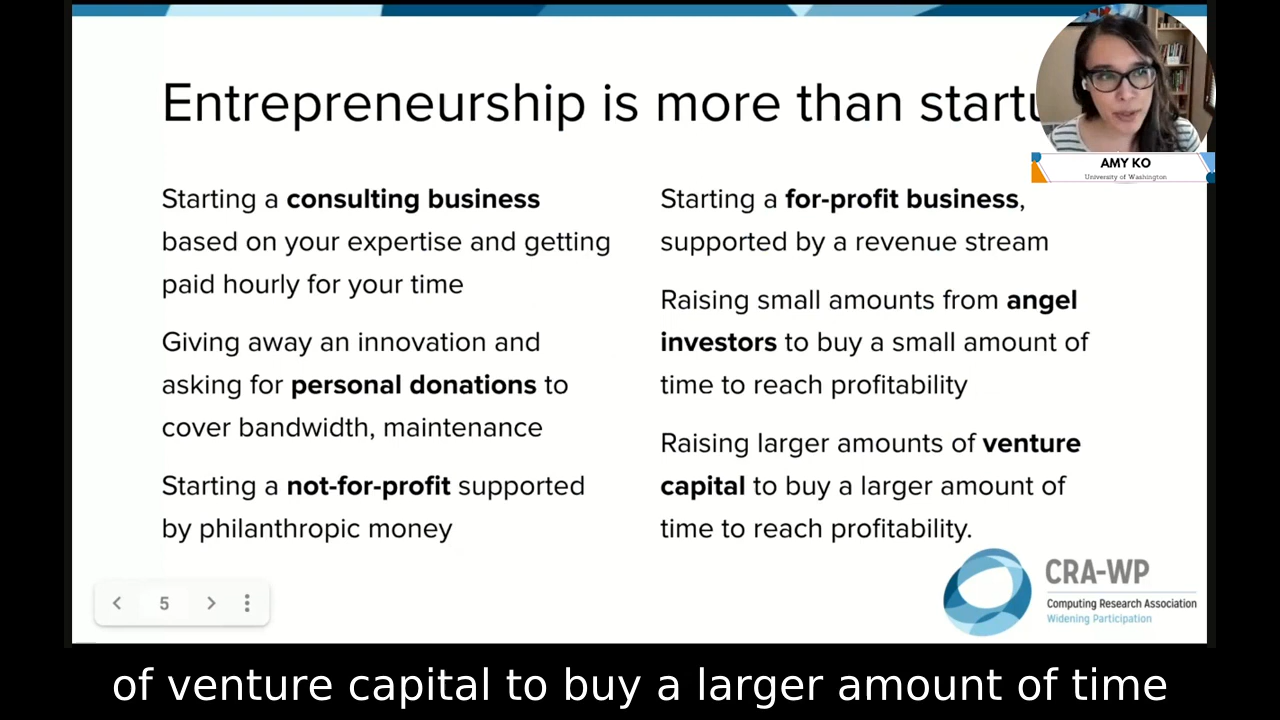 Entrepreneurship is more than
AMY KO
University of Washington
Starting a consulting business
based on your expertise and getting
paid hourly for your time
Giving away an innovation and
asking for personal donations to
cover bandwidth, maintenance
Starting a not-for-profit supported
by philanthropic money
Starting a for-profit business,
supported by a revenue stream
Raising small amounts from angel
investors to buy a small amount of
time to reach profitability
Raising larger amounts of venture
capital to buy a larger amount of
time to reach profitability.
5
CRA-WP
Computing Research Association
Widening Participation
of venture capital to buy a larger amount of time